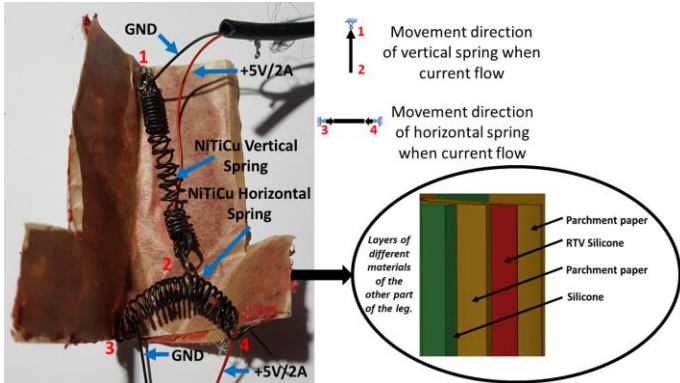 GND
1
+5V/2A
NiTiCu Vertical
Spring
NiTiCu Horizontal
Spring
2
3
4
GND
+5V/2A
1
2
Movement direction
of vertical spring when
current flow
3
4
Movement direction
of horizontal spring
when current flow
Layers of
different
materials
of the
other part
of the leg.
Parchment paper
RTV Silicone
Parchment paper
Silicone